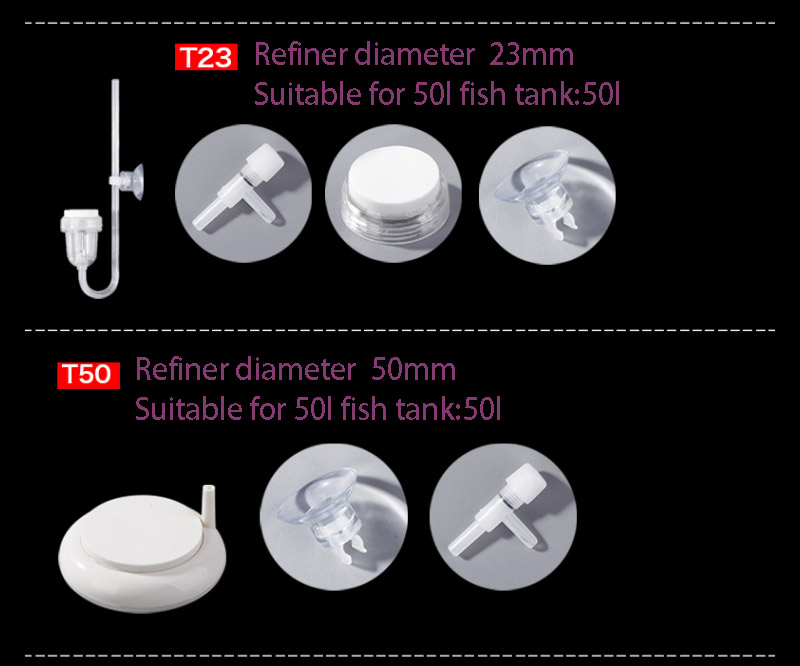 T23 Refiner diameter 23mm
Suitable for 50l fish tank:50l
T50 Refiner diameter 50mm
Suitable for 50l fish tank:50l